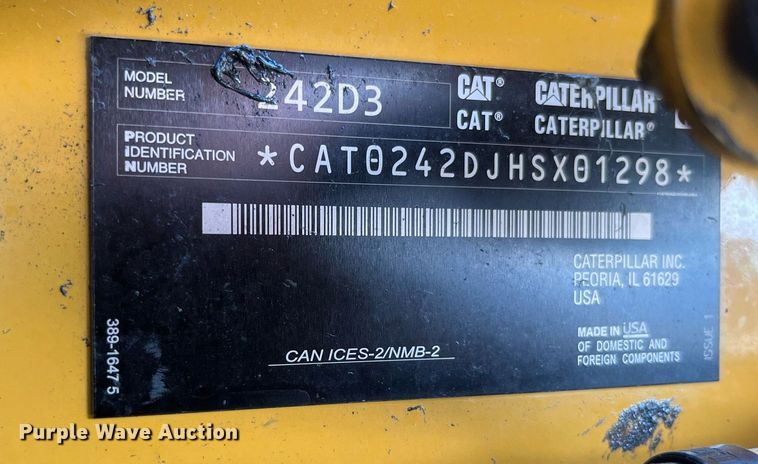 MODEL
NUMBER
242D3
CAT® CATERPILLAR
CAT® CATERPILLAR®
PRODUCT
IDENTIFICATION
NUMBER
*CAT0242DJHSX01298*
CATERPILLAR INC.
PEORIA, IL 61629
USA
MADE IN USA
OF DOMESTIC AND
FOREIGN COMPONENTS
CAN ICES-2/NMB-2
389-1647 5
ISSUE 1
Purple Wave Auction